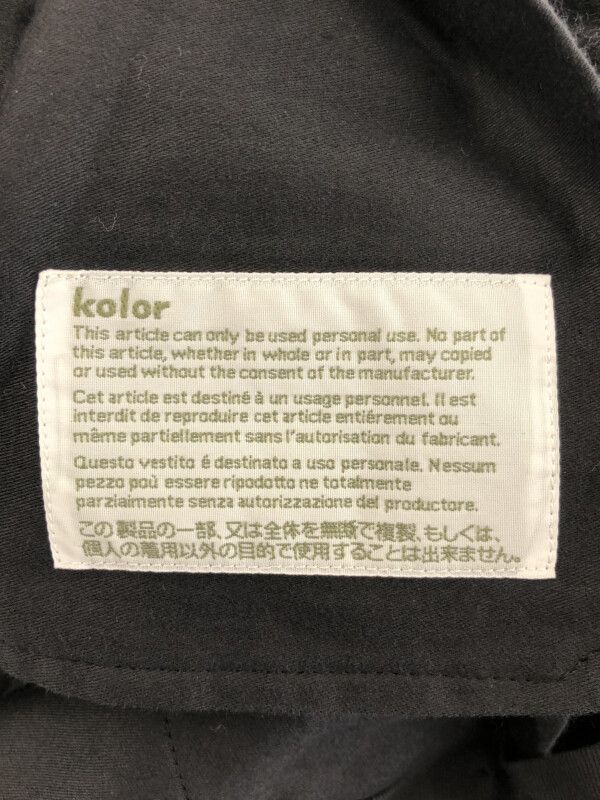 kolor
This article can only be used personal use. No part of
this article, whether in whole or in part, may copied
or used without the consent of the manufacturer.
Cet article est destiné à un usage personnel. Il est
interdit de reproduire cet article entiérement ou
même partiellement sans l'autorisation du fabricant.
Questo vestito é destinato a uso personale. Nessum
pezzo paù essere ripodotto ne totalmente
parziaimente senza autorizzazione del productore.
この製品の一部、又は全体を無断で複製、もしくは、
個人の着用以外の目的で使用することは出来ません。